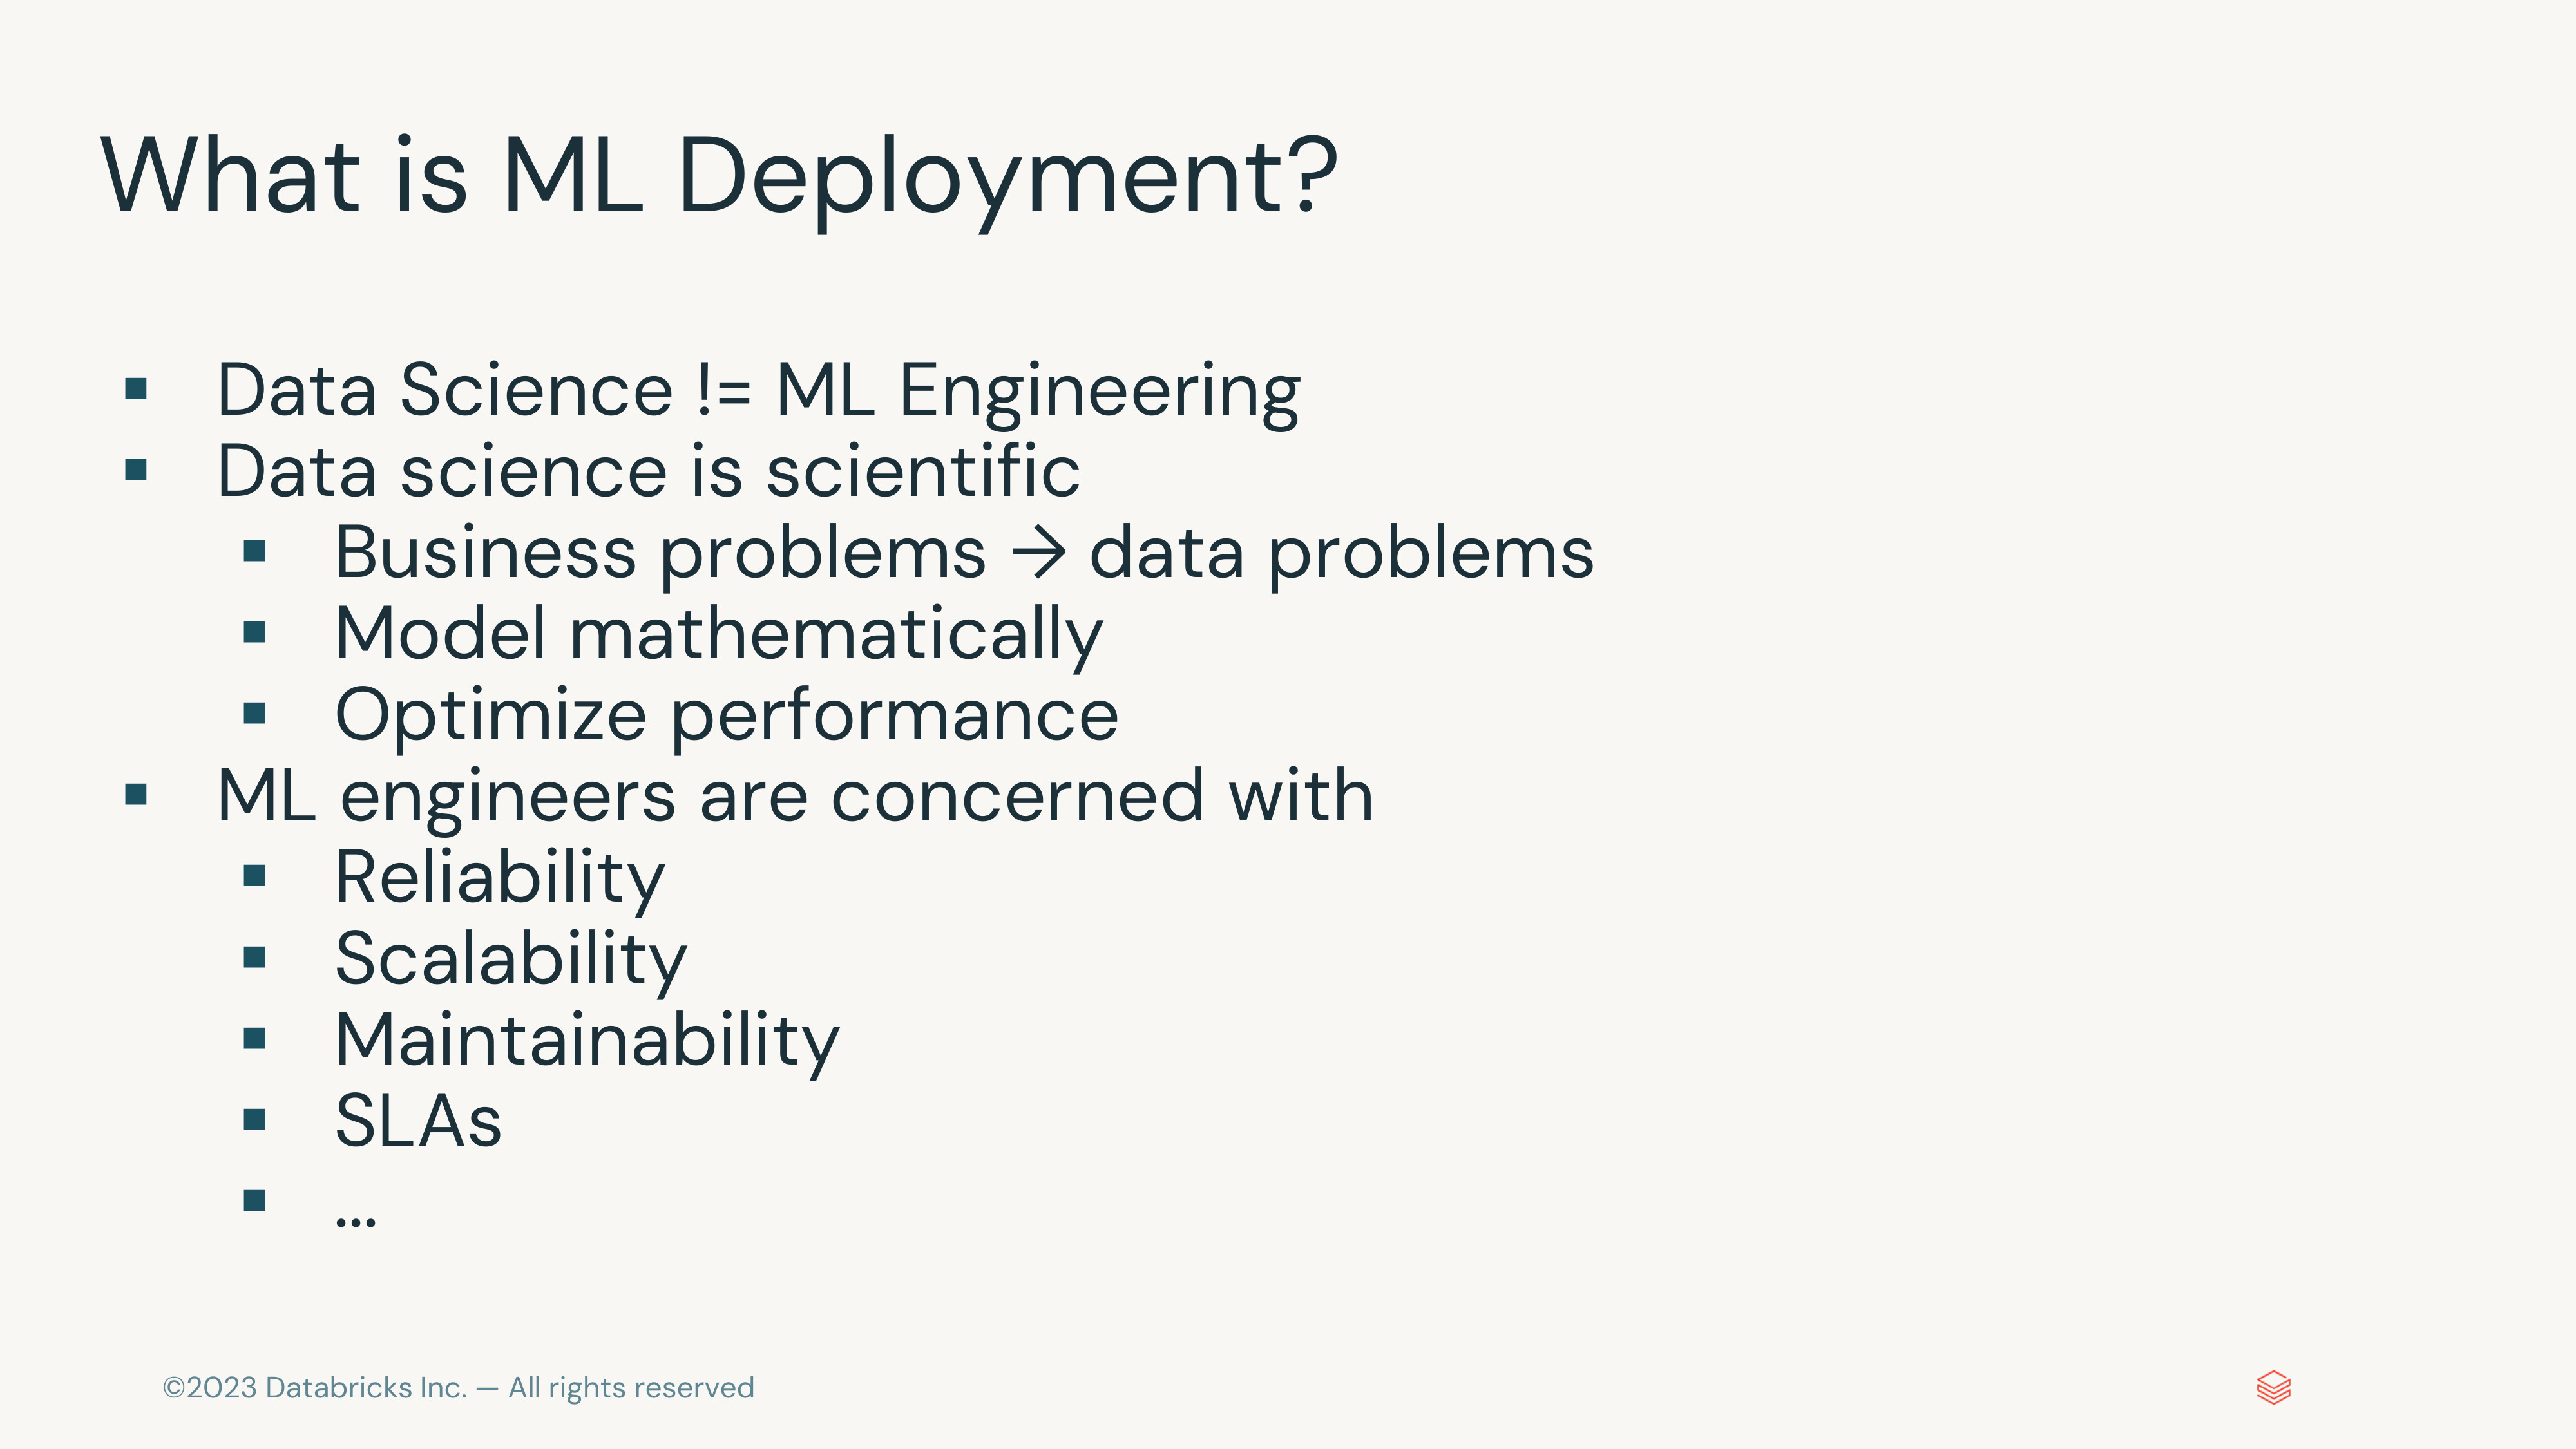 What is ML Deployment?
▪ Data Science != ML Engineering
▪ Data science is scientific
▪ Business problems → data problems
▪ Model mathematically
▪ Optimize performance
▪ ML engineers are concerned with
▪ Reliability
▪ Scalability
▪ Maintainability
▪ SLAs
▪ …
©2023 Databricks Inc. — All rights reserved